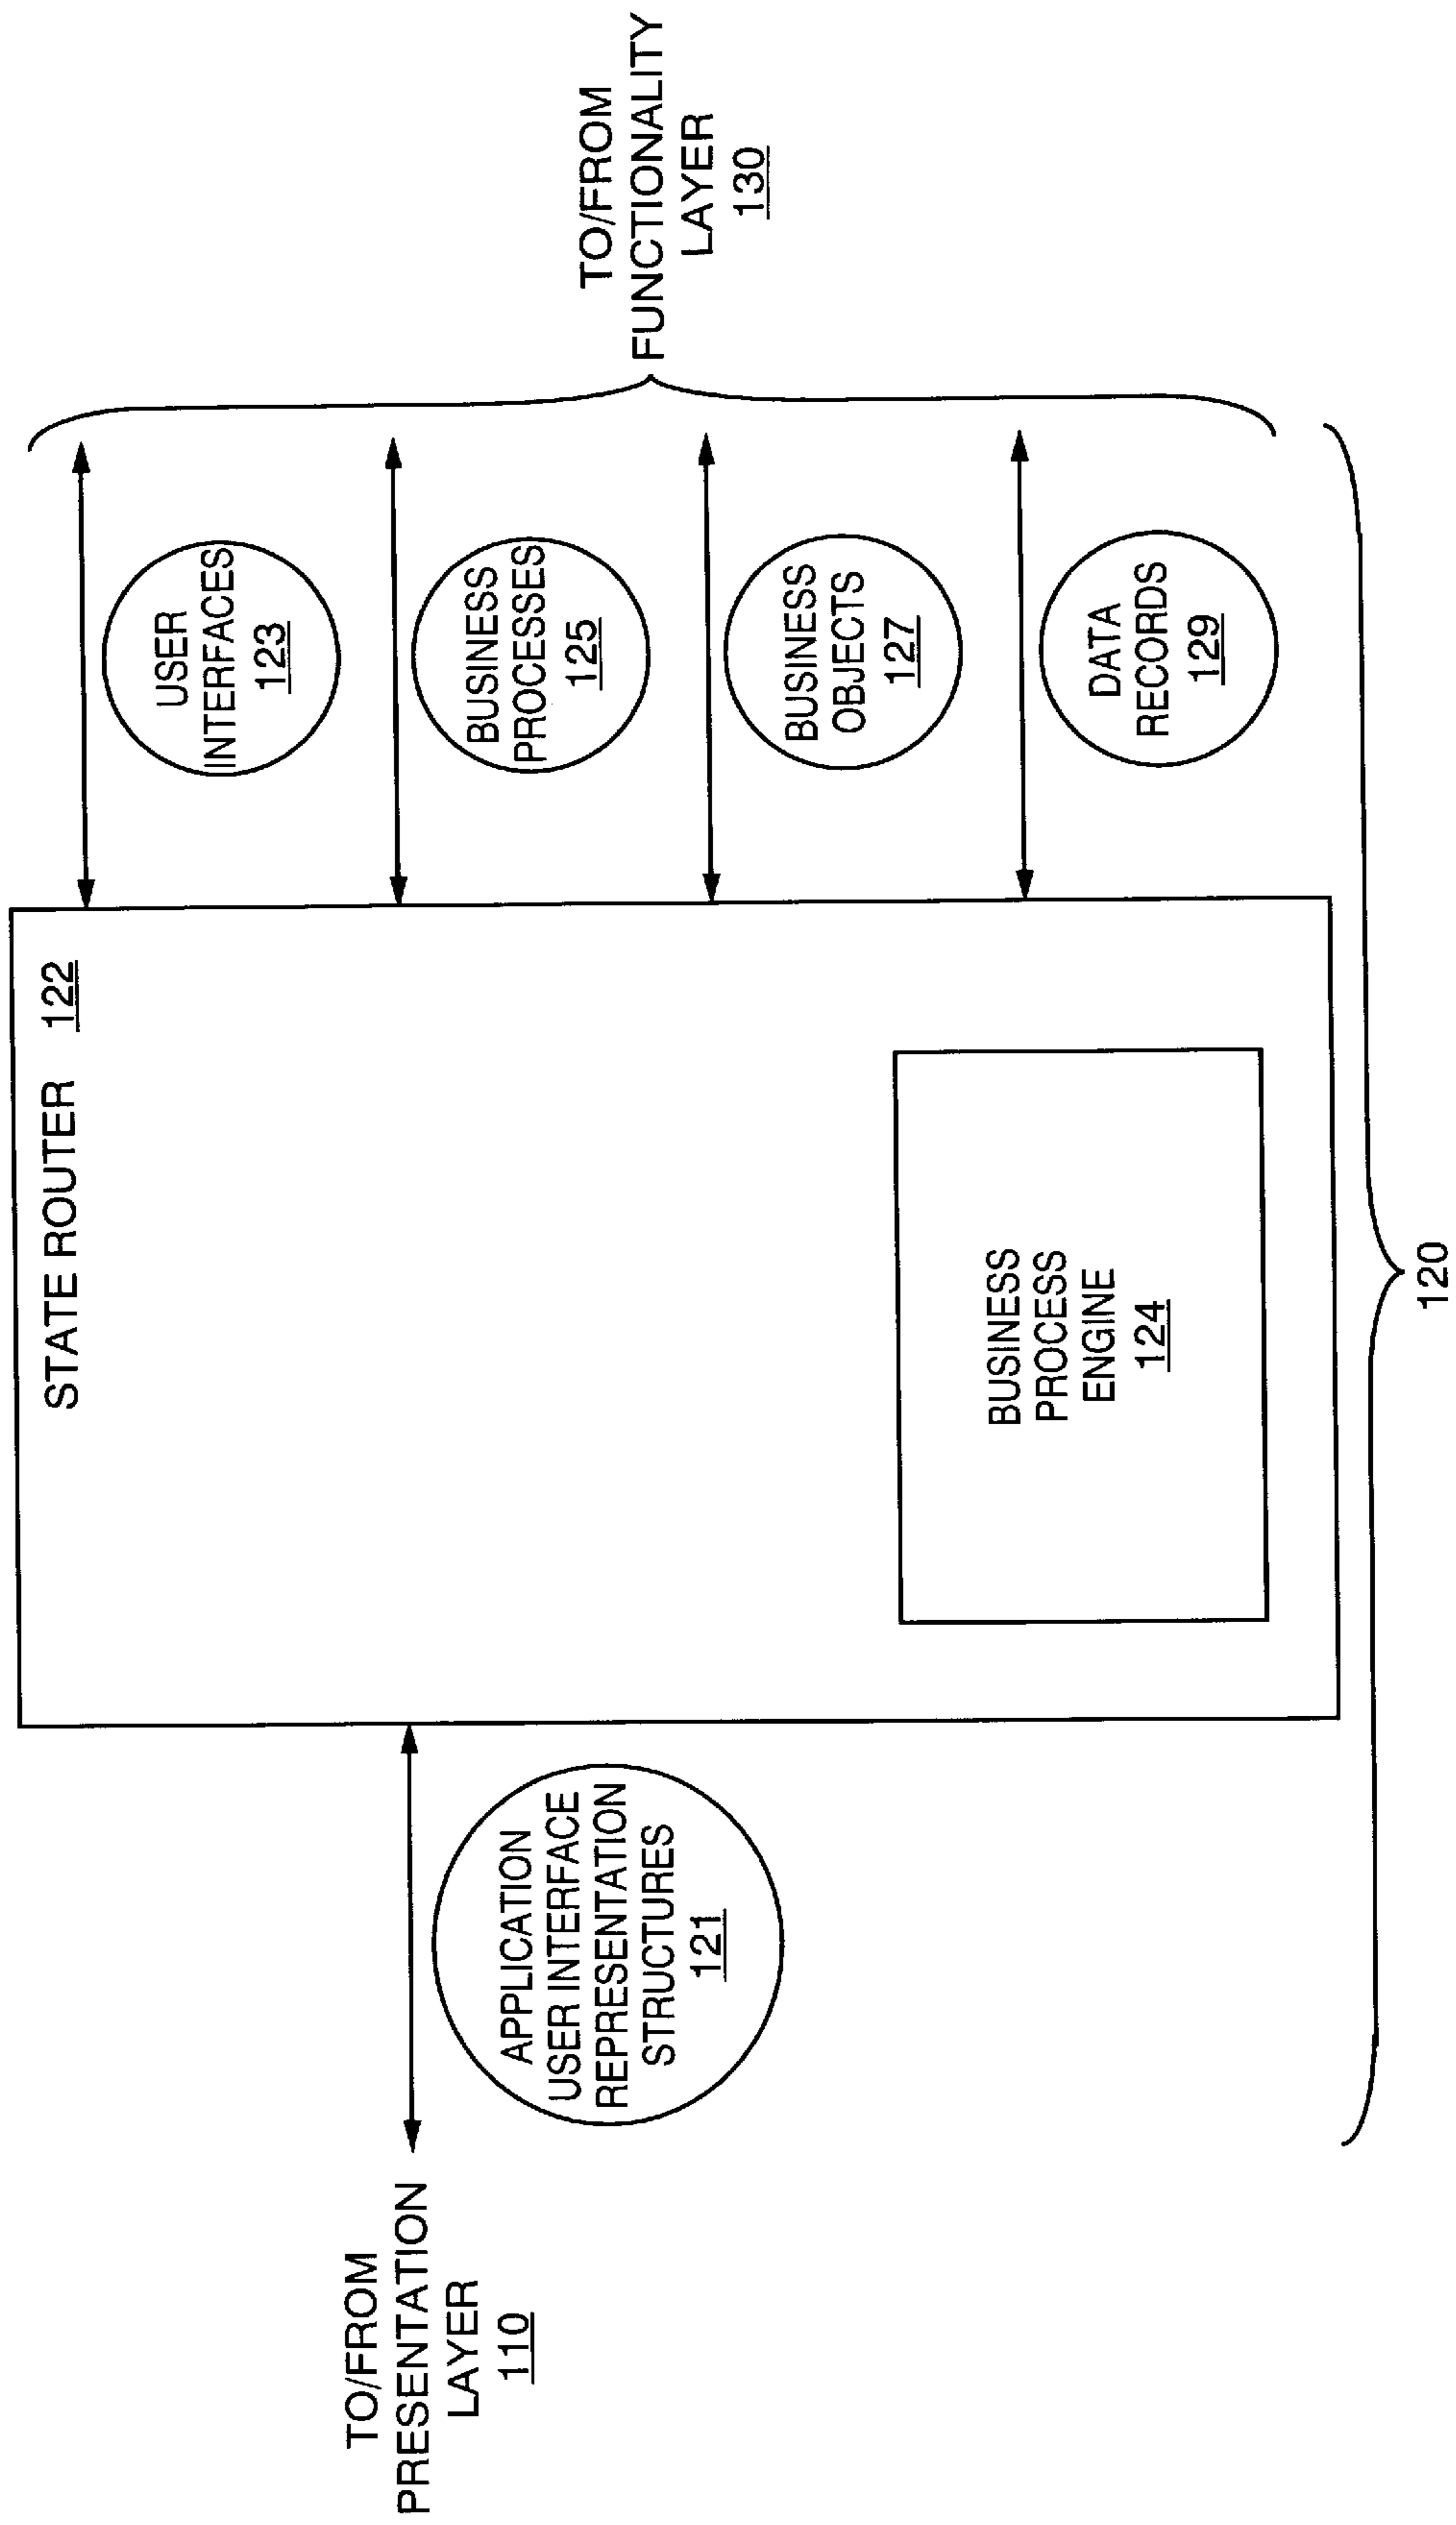 TO/FROM
PRESENTATION
LAYER
110
APPLICATION
USER INTERFACE
REPRESENTATION
STRUCTURES
121
STATE ROUTER 122
BUSINESS
PROCESS
ENGINE
124
USER
INTERFACES
123
BUSINESS
PROCESSES
125
BUSINESS
OBJECTS
127
DATA
RECORDS
129
TO/FROM
FUNCTIONALITY
LAYER
130
120